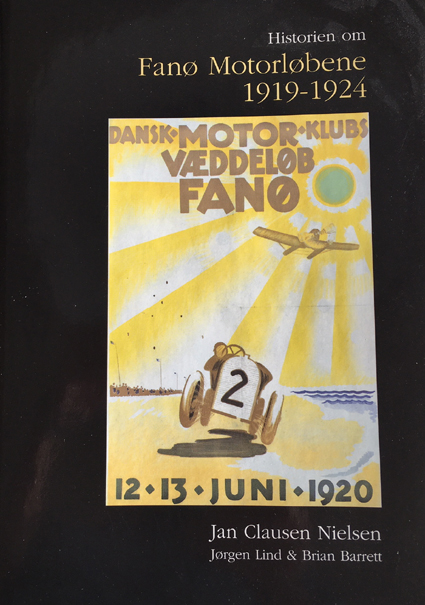 Historien om
Fanø Motorløbene
1919-1924
DANSK•MOTOR•KLUBS
VÆDDELØB
FANØ
2
12•13•JUNI•1920
Jan Clausen Nielsen
Jørgen Lind & Brian Barrett